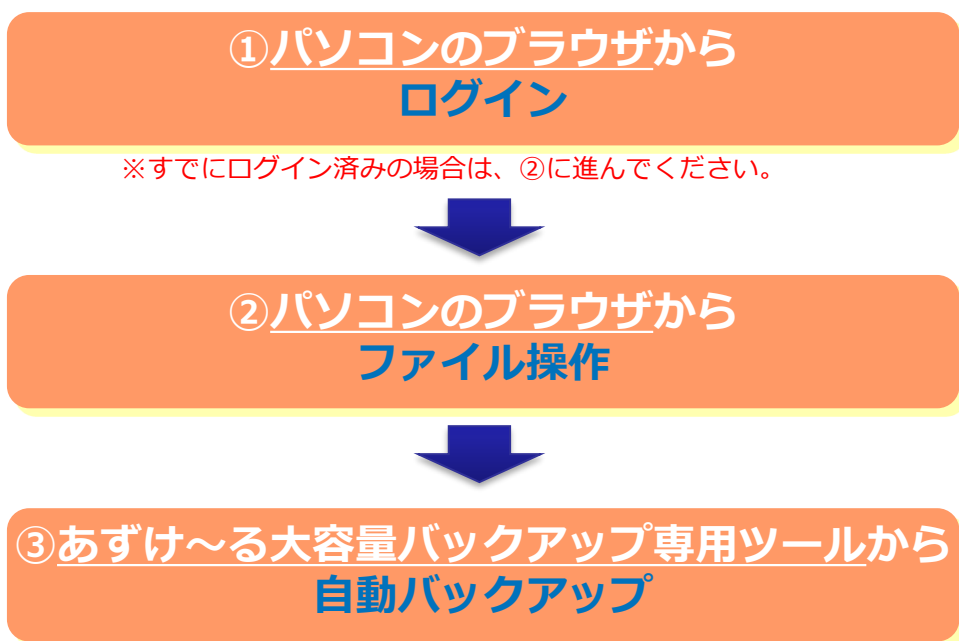 ①パソコンのブラウザから
ログイン
※すでにログイン済みの場合は、②に進んでください。
②パソコンのブラウザから
ファイル操作
③あずけ～る大容量バックアップ専用ツールから
自動バックアップ